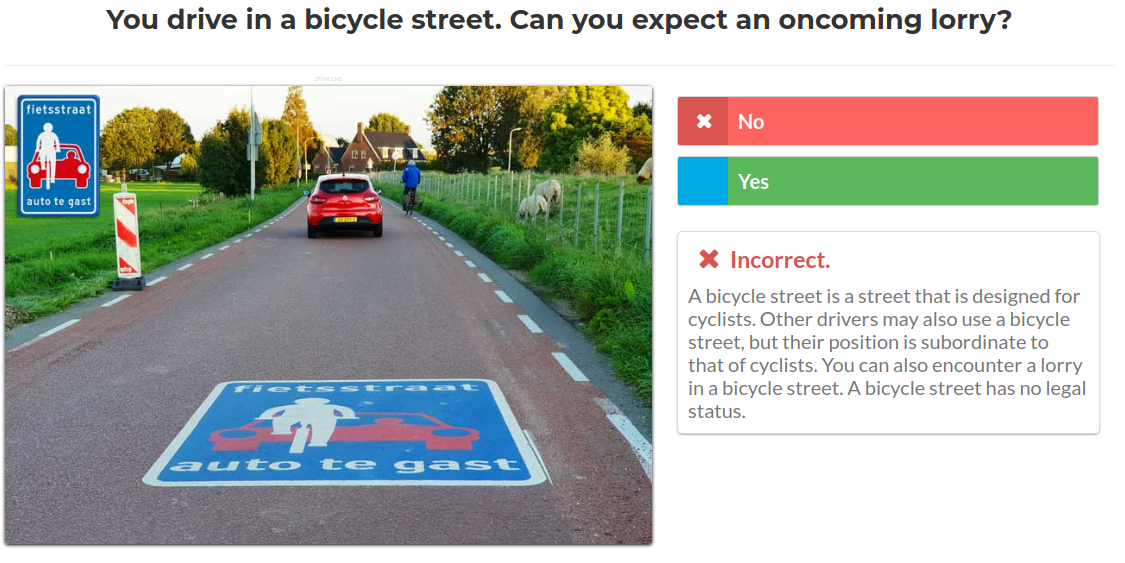 You drive in a bicycle street. Can you expect an oncoming lorry?
fietsstraat
auto te gast
fietsstraat
auto te gast
No
Yes
Incorrect.
A bicycle street is a street that is designed for
cyclists. Other drivers may also use a bicycle
street, but their position is subordinate to
that of cyclists. You can also encounter a lorry
in a bicycle street. A bicycle street has no legal
status.